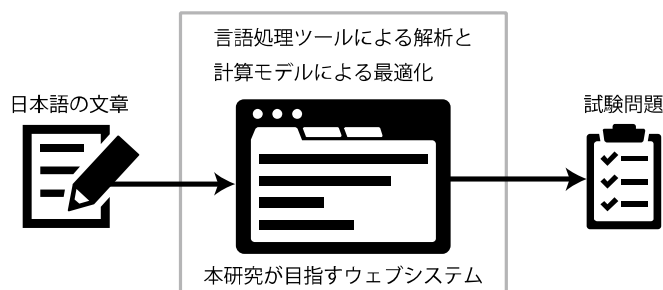 言語処理ツールによる解析と
計算モデルによる最適化
日本語の文章
試験問題
本研究が目指すウェブシステム